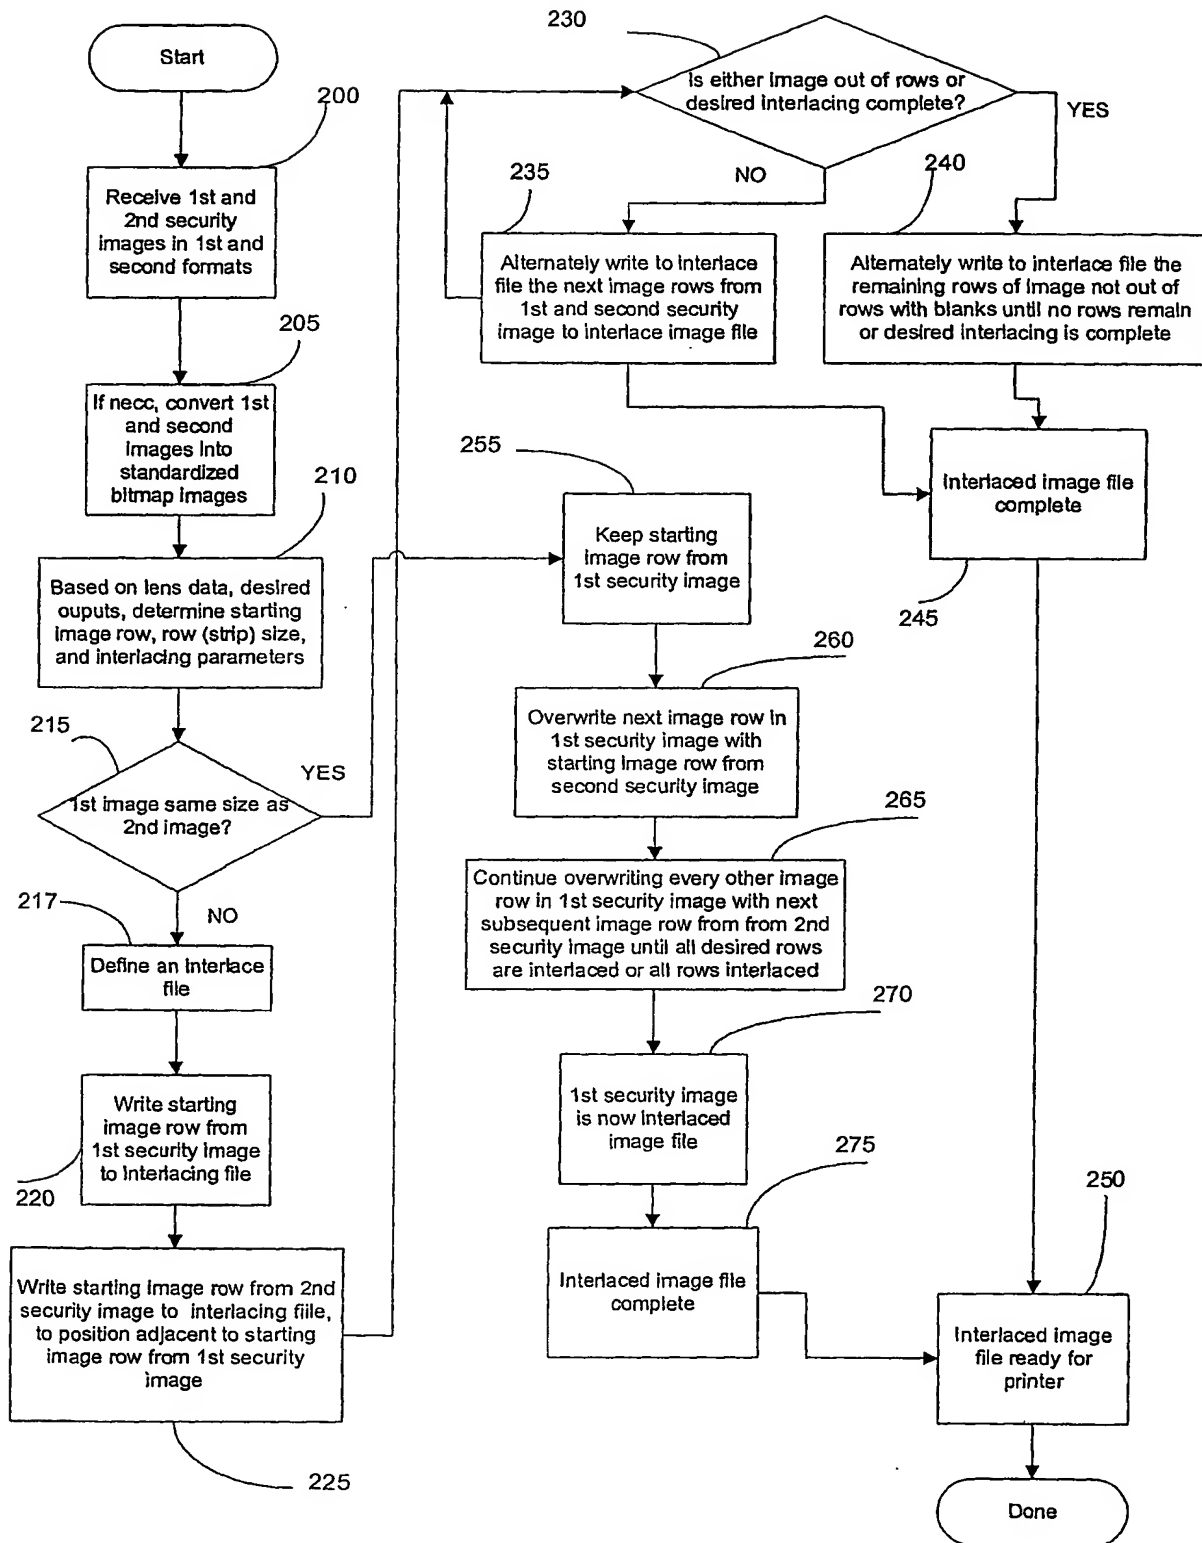 Start
200
Receive 1st and
2nd security
images in 1st and
second formats
205
If necc, convert 1st
and second
images into
standardized
bitmap images
210
Based on lens data, desired
ouputs, determine starting
image row, row (strip) size,
and interlacing parameters
215
1st image same size as
2nd image?
YES
NO
217
Define an interlace
file
Write starting
image row from
1st security image
to interlacing file
220
Write starting image row from 2nd
security image to interlacing fiile,
to position adjacent to starting
image row from 1st security
image
225
230
Is either image out of rows or
desired interlacing complete?
YES
NO
235
Alternately write to interlace
file the next image rows from
1st and second security
image to interlace image file
240
Alternately write to interlace file the
remaining rows of image not out of
rows with blanks until no rows remain
or desired interlacing is complete
Interlaced image file
complete
245
255
Keep starting
image row from
1st security image
260
Overwrite next image row in
1st security image with
starting image row from
second security image
265
Continue overwriting every other image
row in 1st security image with next
subsequent image row from from 2nd
security image until all desired rows
are interlaced or all rows interlaced
270
1st security image
is now interlaced
image file
275
Interlaced image file
complete
250
Interlaced image
file ready for
printer
Done